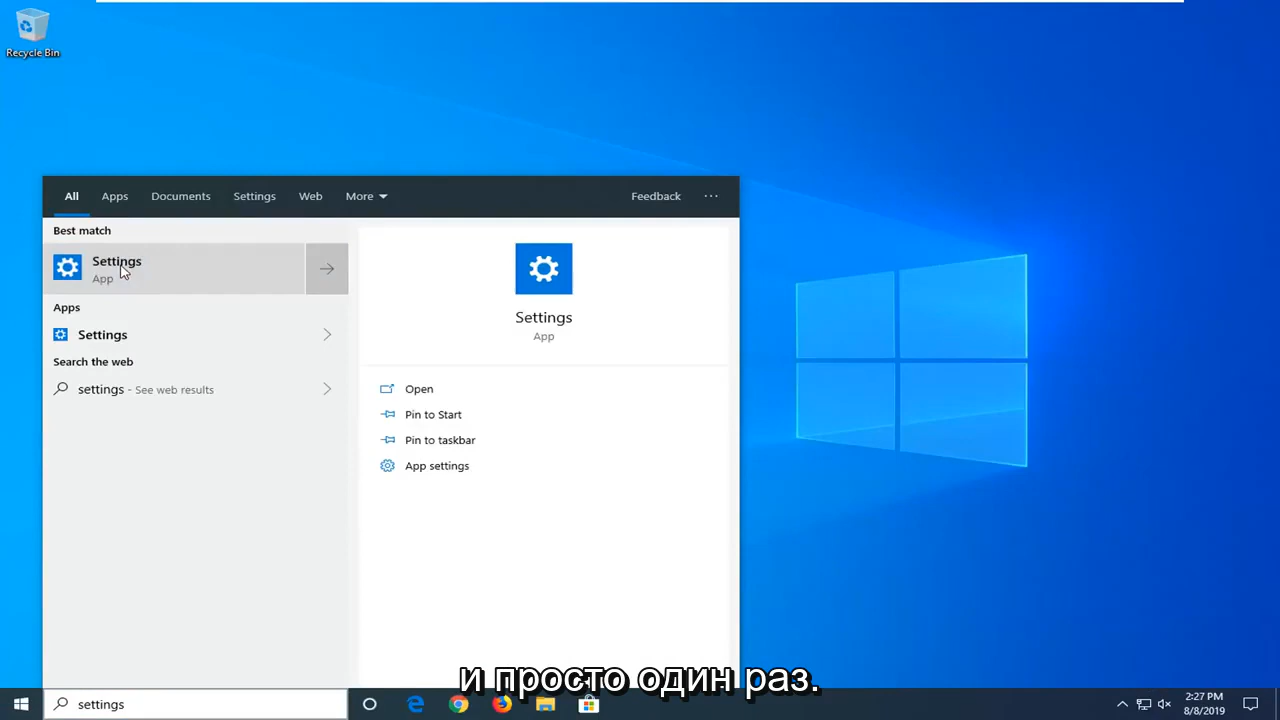 Recycle Bin
All Apps Documents Settings Web More Feedback ...
Best match
Settings
App
Apps
Settings
Search the web
settings - See web results
Settings
App
Open
Pin to Start
Pin to taskbar
App settings
и просто один раз.
settings
2:27 PM
8/8/2019